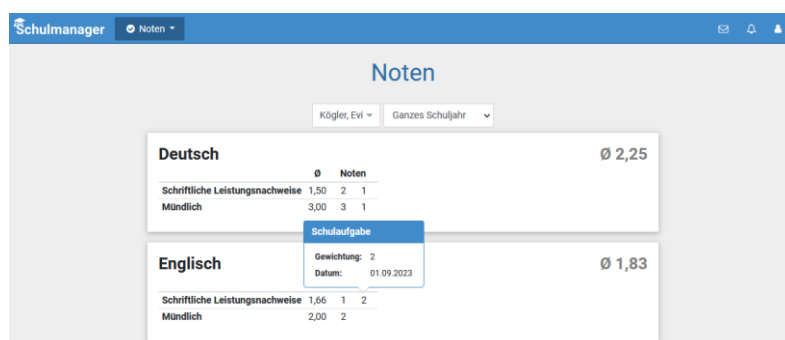 Schulmanager Noten
Noten
Kögler, Evi Ganzes Schuljahr
Deutsch Ø 2,25
Ø Noten
Schriftliche Leistungsnachweise 1,50 2 1
Mündlich 3,00 3 1
Schulaufgabe
Gewichtung: 2
Datum: 01.09.2023
Englisch Ø 1,83
Schriftliche Leistungsnachweise 1,66 1 2
Mündlich 2,00 2